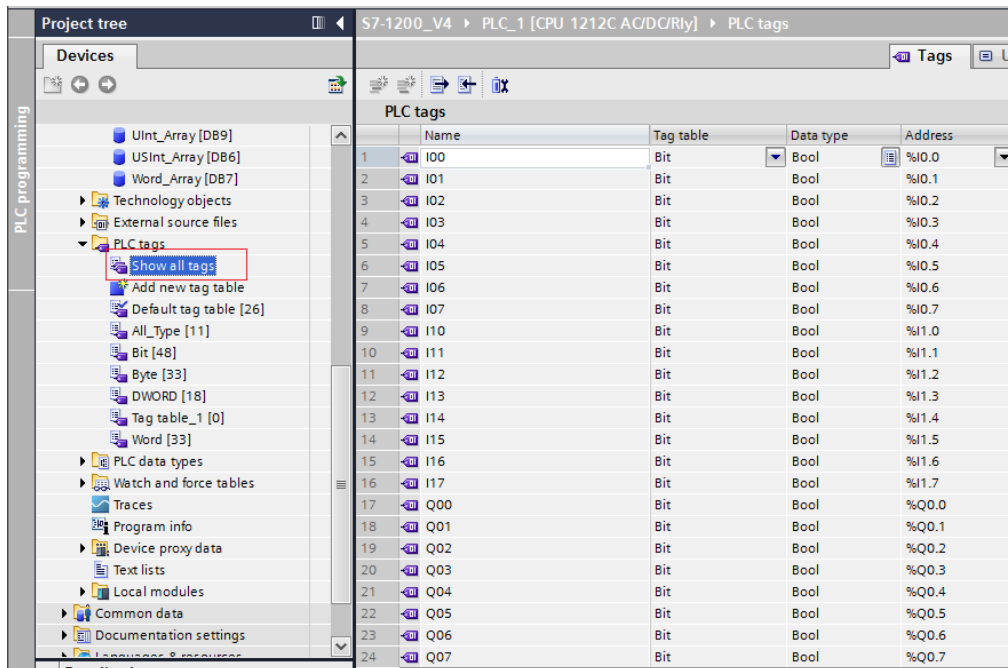 Project tree
S7-1200_V4 ▸ PLC_1 [CPU 1212C AC/DC/Rly] ▸ PLC tags
Devices
Tags
U
PLC programming
PLC tags
UInt_Array [DB9]
USInt_Array [DB6]
Word_Array [DB7]
Technology objects
External source files
PLC tags
Show all tags
Add new tag table
Default tag table [26]
All_Type [11]
Bit [48]
Byte [33]
DWORD [18]
Tag table_1 [0]
Word [33]
PLC data types
Watch and force tables
Traces
Program info
Device proxy data
Text lists
Local modules
Common data
Documentation settings
Languages & resources
Name Tag table Data type Address
1 I00 Bit Bool %I0.0
2 I01 Bit Bool %I0.1
3 I02 Bit Bool %I0.2
4 I03 Bit Bool %I0.3
5 I04 Bit Bool %I0.4
6 I05 Bit Bool %I0.5
7 I06 Bit Bool %I0.6
8 I07 Bit Bool %I0.7
9 I10 Bit Bool %I1.0
10 I11 Bit Bool %I1.1
11 I12 Bit Bool %I1.2
12 I13 Bit Bool %I1.3
13 I14 Bit Bool %I1.4
14 I15 Bit Bool %I1.5
15 I16 Bit Bool %I1.6
16 I17 Bit Bool %I1.7
17 Q00 Bit Bool %Q0.0
18 Q01 Bit Bool %Q0.1
19 Q02 Bit Bool %Q0.2
20 Q03 Bit Bool %Q0.3
21 Q04 Bit Bool %Q0.4
22 Q05 Bit Bool %Q0.5
23 Q06 Bit Bool %Q0.6
24 Q07 Bit Bool %Q0.7